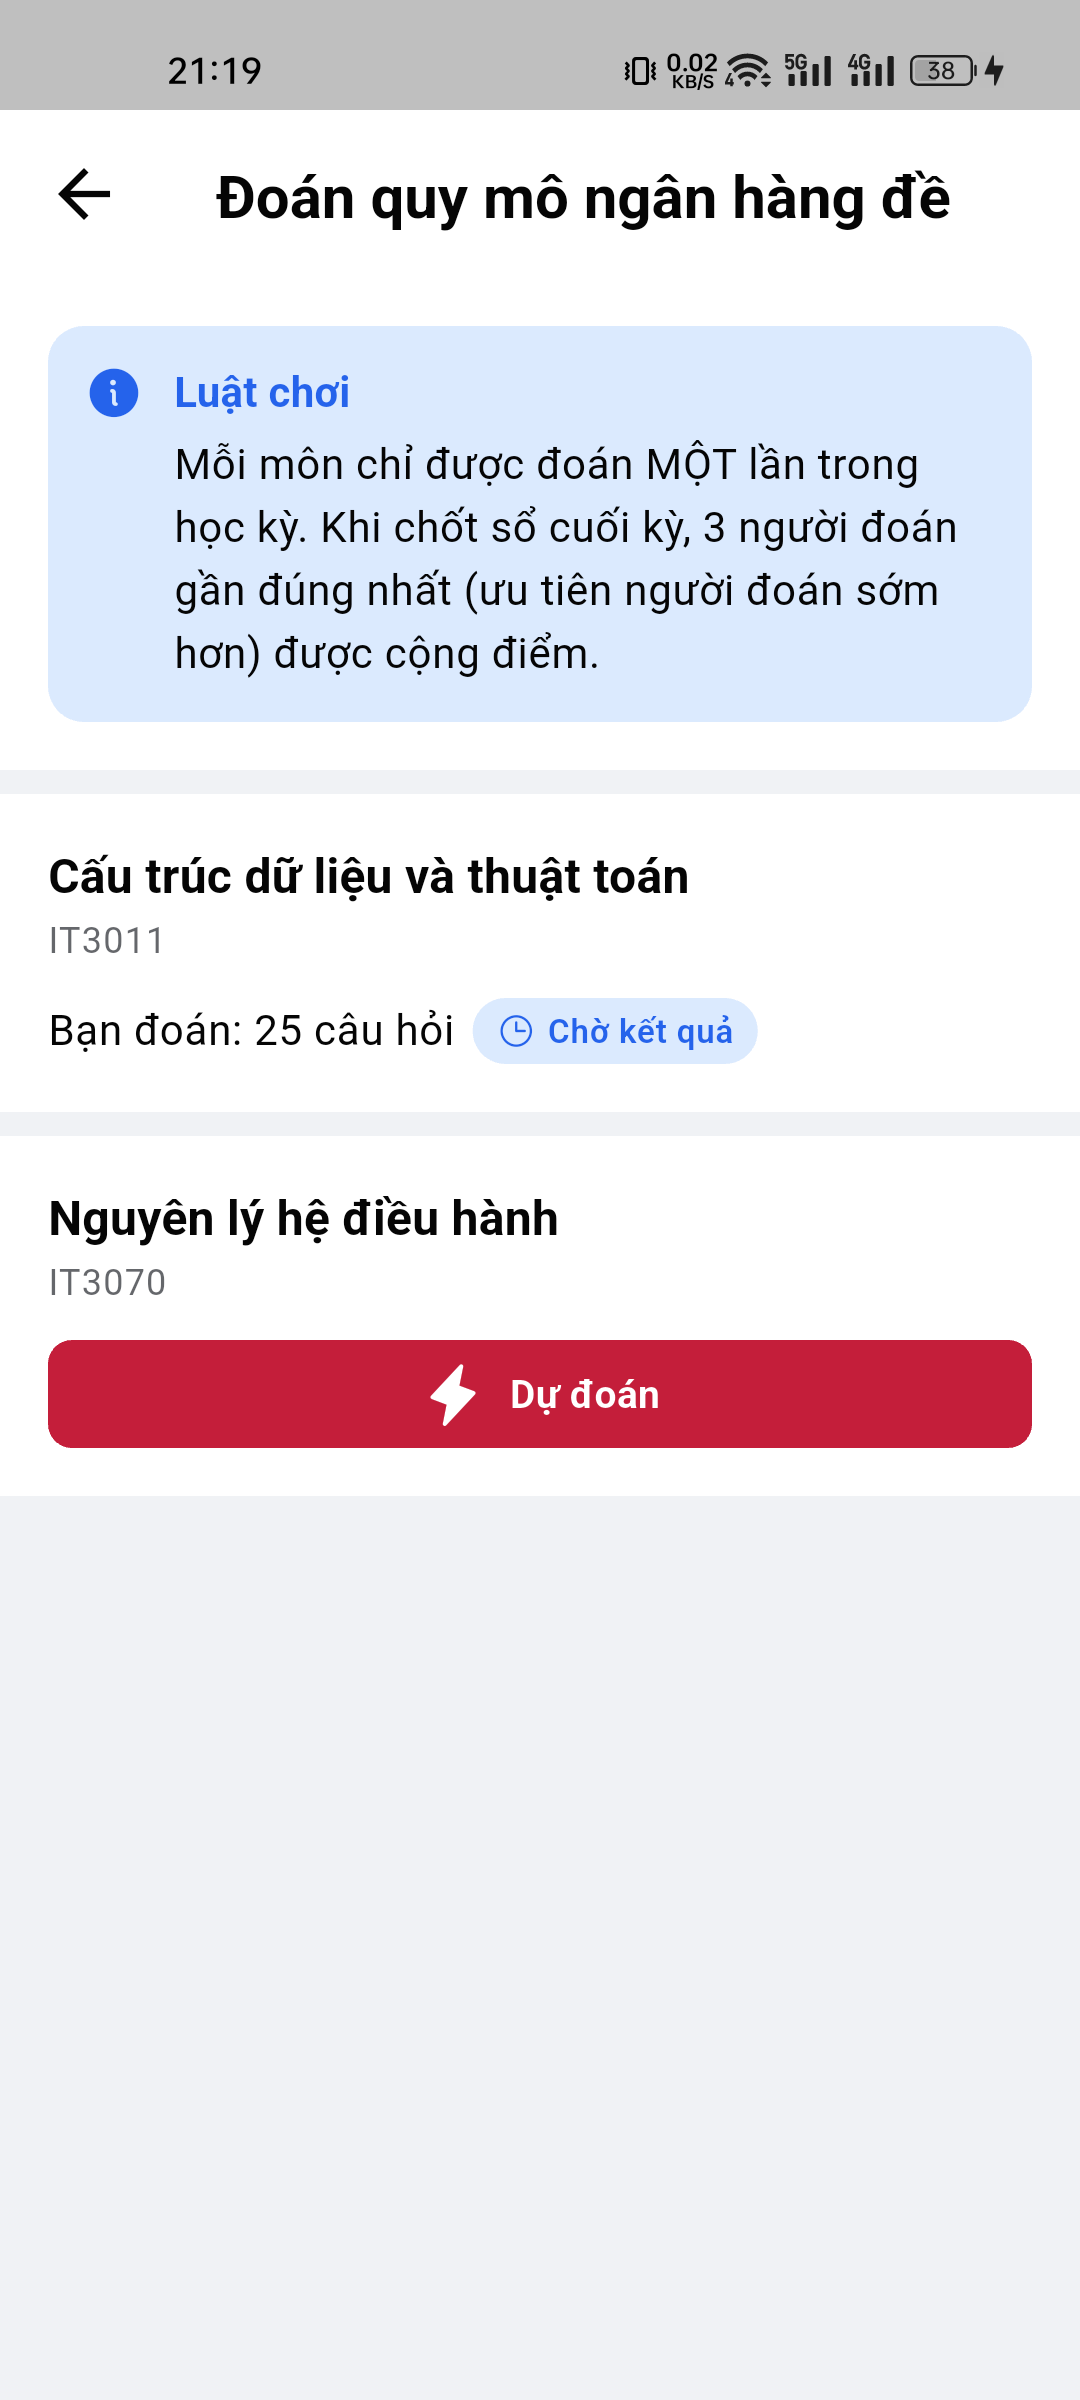 21:19
0.02
KB/S
4
5G
4G
38
Đoán quy mô ngân hàng đề
Luật chơi
Mỗi môn chỉ được đoán MỘT lần trong
học kỳ. Khi chốt sổ cuối kỳ, 3 người đoán
gần đúng nhất (ưu tiên người đoán sớm
hơn) được cộng điểm.
Cấu trúc dữ liệu và thuật toán
IT3011
Bạn đoán: 25 câu hỏi
Chờ kết quả
Nguyên lý hệ điều hành
IT3070
Dự đoán